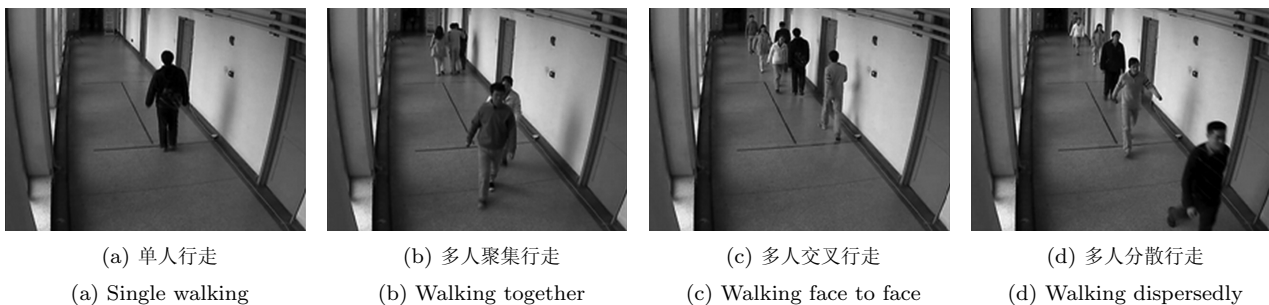 (a) 单人行走
(b) 多人聚集行走
(c) 多人交叉行走
(d) 多人分散行走
(a) Single walking
(b) Walking together
(c) Walking face to face
(d) Walking dispersedly